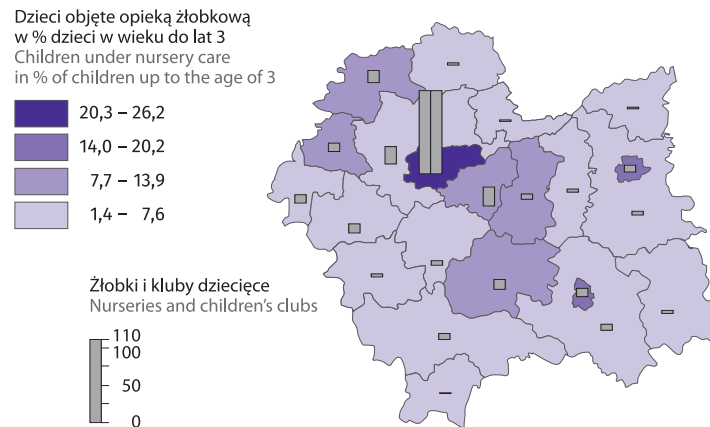 Dzieci objęte opieką żłobkową
w % dzieci w wieku do lat 3
Children under nursery care
in % of children up to the age of 3
20,3 – 26,2
14,0 – 20,2
7,7 – 13,9
1,4 – 7,6
Żłobki i kluby dziecięce
Nurseries and children's clubs
110
100
50
0